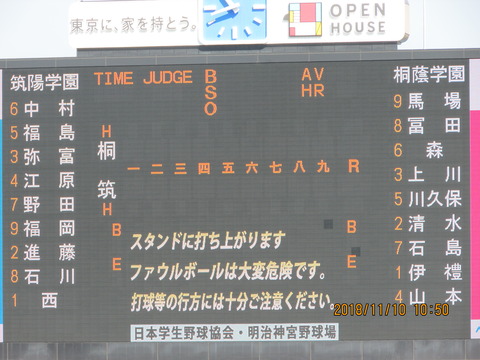 東京に、家を持とう。
OPEN
HOUSE
筑陽学園
TIME JUDGE
B
S
O
AV
HR
桐蔭学園
6 中村
5 福島
3 弥富
4 江原
7 野田
9 福岡
2 進藤
8 石川
1 西
9 馬場
8 冨田
6 森
3 上川
5 川久保
2 清水
7 石島
1 伊禮
4 山本
H
桐
一 二 三 四 五 六 七 八 九 R
筑
H
B
E
B
E
スタンドに打ち上がります
ファウルボールは大変危険です。
打球等の行方には十分ご注意ください。
2018/11/10 10:50
日本学生野球協会・明治神宮野球場